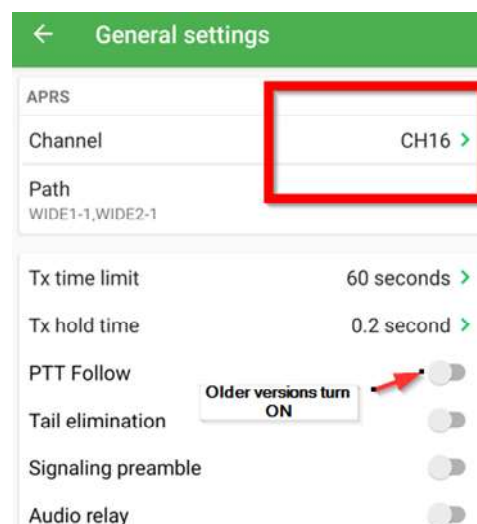 General settings
APRS
Channel CH16
Path
WIDE1-1,WIDE2-1
Tx time limit 60 seconds
Tx hold time 0.2 second
PTT Follow
Older versions turn
ON
Tail elimination
Signaling preamble
Audio relay